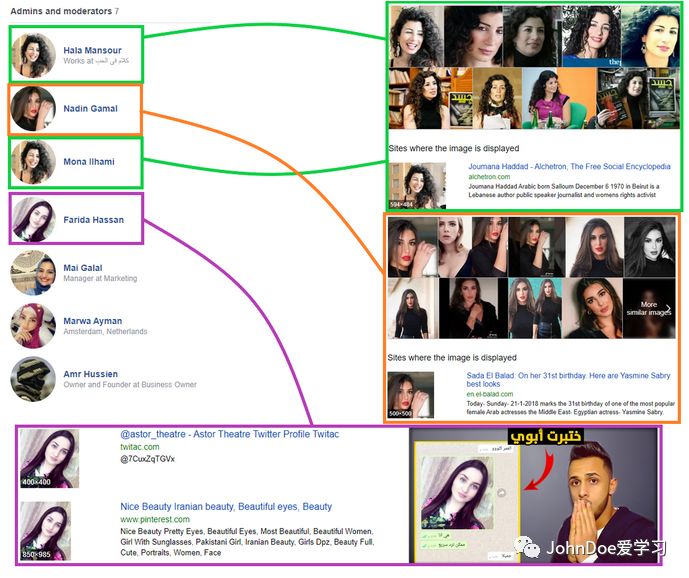 Admins and moderators 7
Hala Mansour
Works at كلام في الحب
Nadin Gamal
Mona Ilhami
Farida Hassan
Mai Galal
Manager at Marketing
Marwa Ayman
Amsterdam, Netherlands
Amr Hussien
Owner and Founder at Business Owner
جسد
جسد
Sites where the image is displayed
594×484
Joumana Haddad - Alchetron, The Free Social Encyclopedia
alchetron.com
Joumana Haddad Arabic born Salloum December 6 1970 in Beirut is a
Lebanese author public speaker journalist and womens rights activist
More
similar images
Sites where the image is displayed
500×500
Sada El Balad: On her 31st birthday. Here are Yasmine Sabry
best looks
en.el-balad.com
Today- Sunday- 21-1-2018 marks the 31st birthday of one of the most popular
female Arab actresses the Middle East- Egyptian actress- Yasmine Sabry.
400×400
@astor_theatre - Astor Theatre Twitter Profile Twitac
twitac.com
@7CuxZqTGVx
850×985
Nice Beauty Iranian beauty, Beautiful eyes, Beauty
www.pinterest.com
Nice Beauty Pretty Eyes, Beautiful Eyes, Most Beautiful, Beautiful Women,
Girl With Sunglasses, Pakistani Girl, Iranian Beauty, Girls Dpz, Beauty Full,
Cute, Portraits, Women, Face
ختبرت أبوي
JohnDoe爱学习